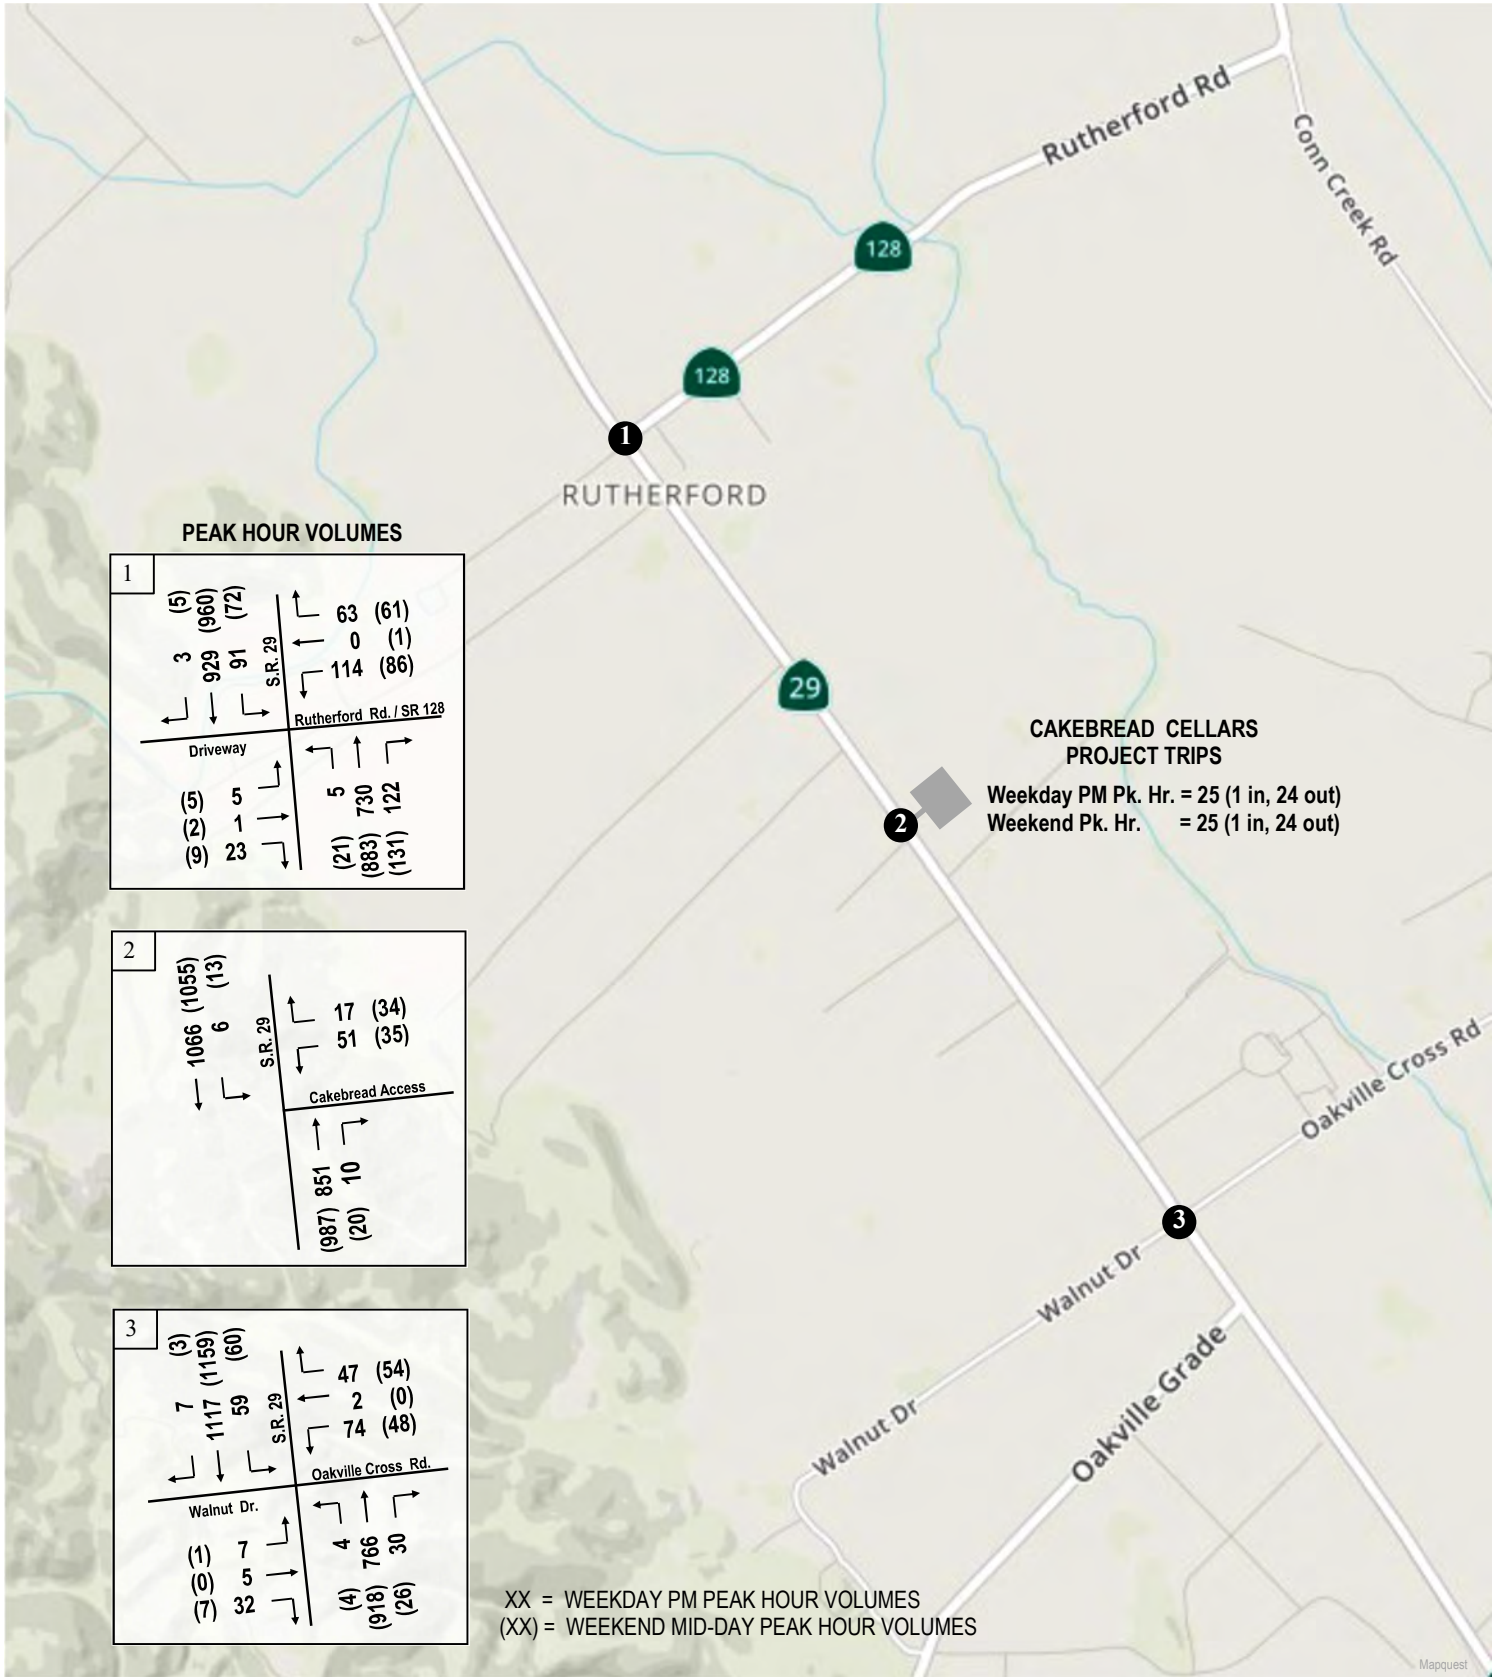 Rutherford Rd
Conn Creek Rd
128
128
1
RUTHERFORD
29
CAKEBREAD CELLARS
PROJECT TRIPS
Weekday PM Pk. Hr. = 25 (1 in, 24 out)
Weekend Pk. Hr. = 25 (1 in, 24 out)
2
3
Oakville Cross Rd
Walnut Dr
Walnut Dr
Oakville Grade
PEAK HOUR VOLUMES
1
(5) (960) (72)
3 929 91
S.R. 29
63 (61)
0 (1)
114 (86)
Rutherford Rd. / SR 128
Driveway
(5) 5
(2) 1
(9) 23
5 730 122
(21) (883) (131)
2
1066 (1055)
6 (13)
S.R. 29
17 (34)
51 (35)
Cakebread Access
(987) 851
(20) 10
3
(3) (1159) (60)
7 1117 59
S.R. 29
47 (54)
2 (0)
74 (48)
Oakville Cross Rd.
Walnut Dr.
(1) 7
(0) 5
(7) 32
4 766 30
(4) (918) (26)
XX = WEEKDAY PM PEAK HOUR VOLUMES
(XX) = WEEKEND MID-DAY PEAK HOUR VOLUMES
Mapquest